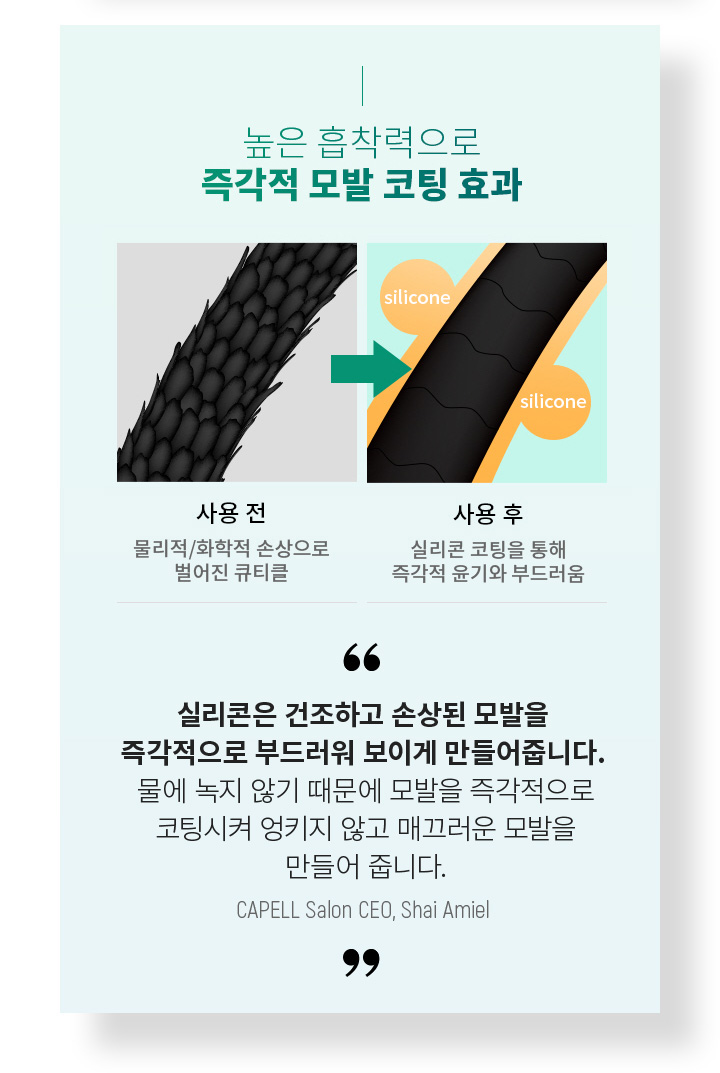 높은 흡착력으로
즉각적 모발 코팅 효과
silicone
silicone
사용 전
물리적/화학적 손상으로
벌어진 큐티클
사용 후
실리콘 코팅을 통해
즉각적 윤기와 부드러움
“
실리콘은 건조하고 손상된 모발을
즉각적으로 부드러워 보이게 만들어줍니다.
물에 녹지 않기 때문에 모발을 즉각적으로
코팅시켜 엉키지 않고 매끄러운 모발을
만들어 줍니다.
CAPELL Salon CEO, Shai Amiel
”